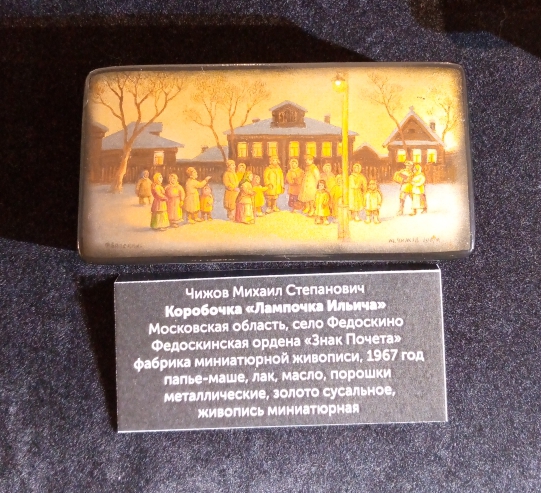 Чижов Михаил Степанович
Коробочка «Лампочка Ильича»
Московская область, село Федоскино
Федоскинская ордена «Знак Почета»
фабрика миниатюрной живописи, 1967 год
папье-маше, лак, масло, порошки
металлические, золото сусальное,
живопись миниатюрная